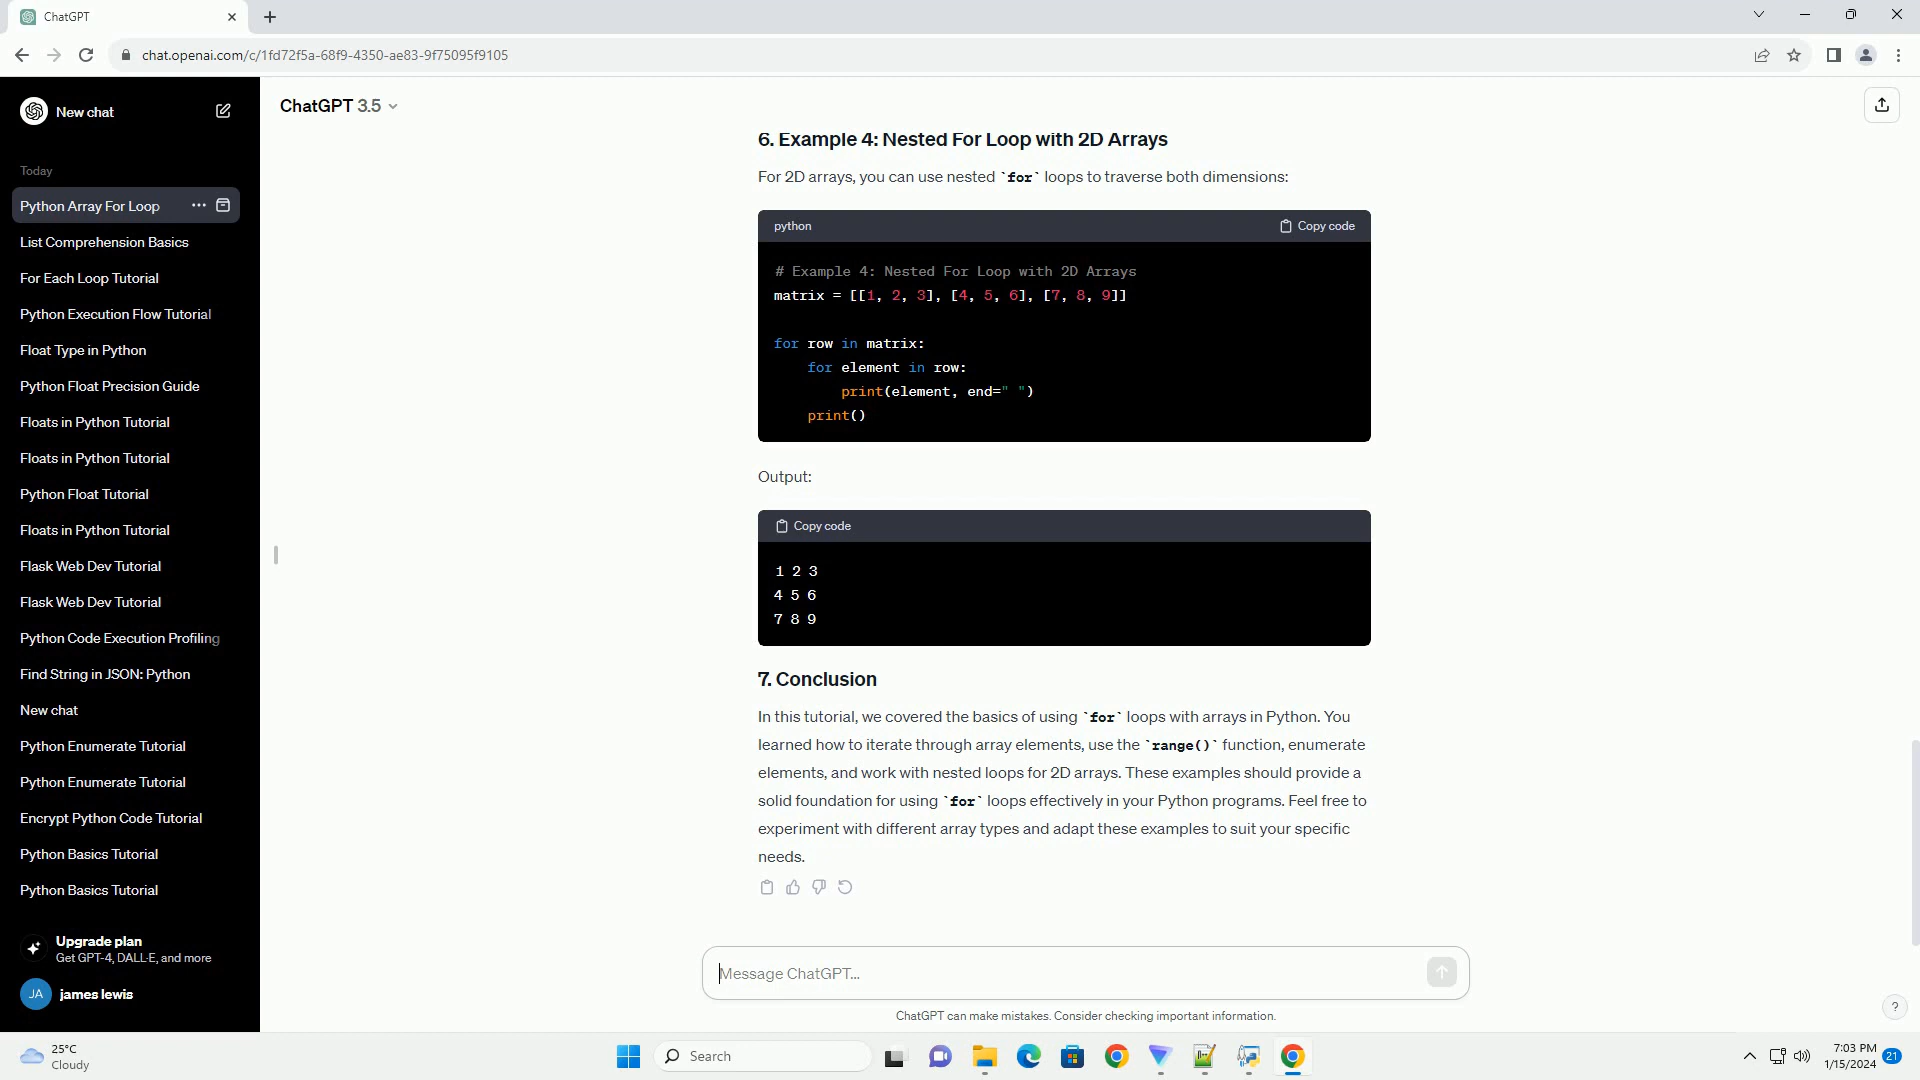 ChatGPT
chat.openai.com/c/1fd72f5a-68f9-4350-ae83-9f75095f9105
New chat
Today
Python Array For Loop
List Comprehension Basics
For Each Loop Tutorial
Python Execution Flow Tutorial
Float Type in Python
Python Float Precision Guide
Floats in Python Tutorial
Floats in Python Tutorial
Python Float Tutorial
Floats in Python Tutorial
Flask Web Dev Tutorial
Flask Web Dev Tutorial
Python Code Execution Profiling
Find String in JSON: Python
New chat
Python Enumerate Tutorial
Python Enumerate Tutorial
Encrypt Python Code Tutorial
Python Basics Tutorial
Python Basics Tutorial
Upgrade plan
Get GPT-4, DALL·E, and more
JA james lewis
ChatGPT 3.5
6. Example 4: Nested For Loop with 2D Arrays
For 2D arrays, you can use nested `for` loops to traverse both dimensions:
python Copy code
# Example 4: Nested For Loop with 2D Arrays
matrix = [[1, 2, 3], [4, 5, 6], [7, 8, 9]]
for row in matrix:
    for element in row:
        print(element, end=" ")
    print()
Output:
Copy code
1 2 3
4 5 6
7 8 9
7. Conclusion
In this tutorial, we covered the basics of using `for` loops with arrays in Python. You
learned how to iterate through array elements, use the `range()` function, enumerate
elements, and work with nested loops for 2D arrays. These examples should provide a
solid foundation for using `for` loops effectively in your Python programs. Feel free to
experiment with different array types and adapt these examples to suit your specific
needs.
Message ChatGPT...
ChatGPT can make mistakes. Consider checking important information.
?
25°C
Cloudy
Search
7:03 PM
1/15/2024
21